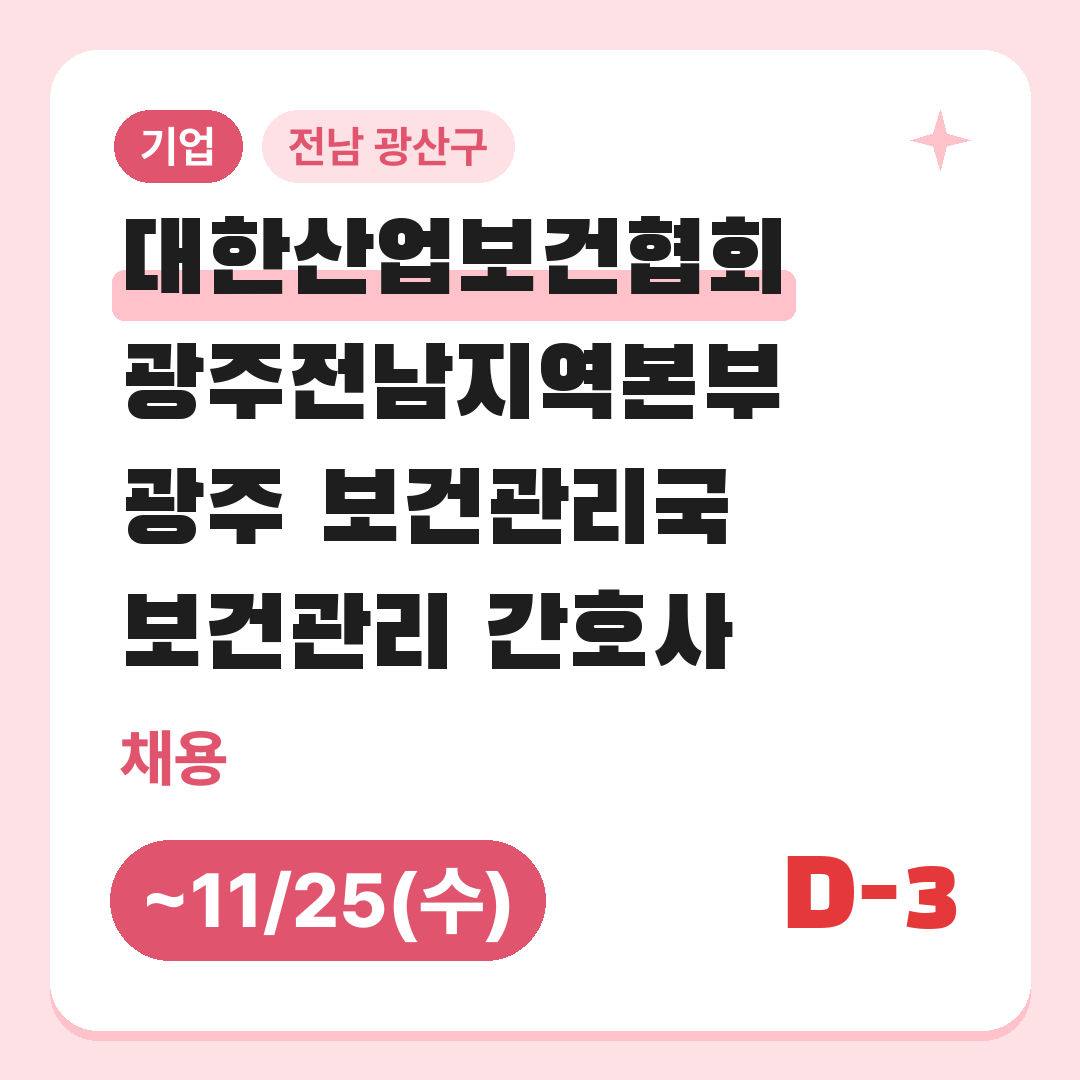 기업 전남 광산구
대한산업보건협회
광주전남지역본부
광주 보건관리국
보건관리 간호사
채용
~11/25(수) D-3